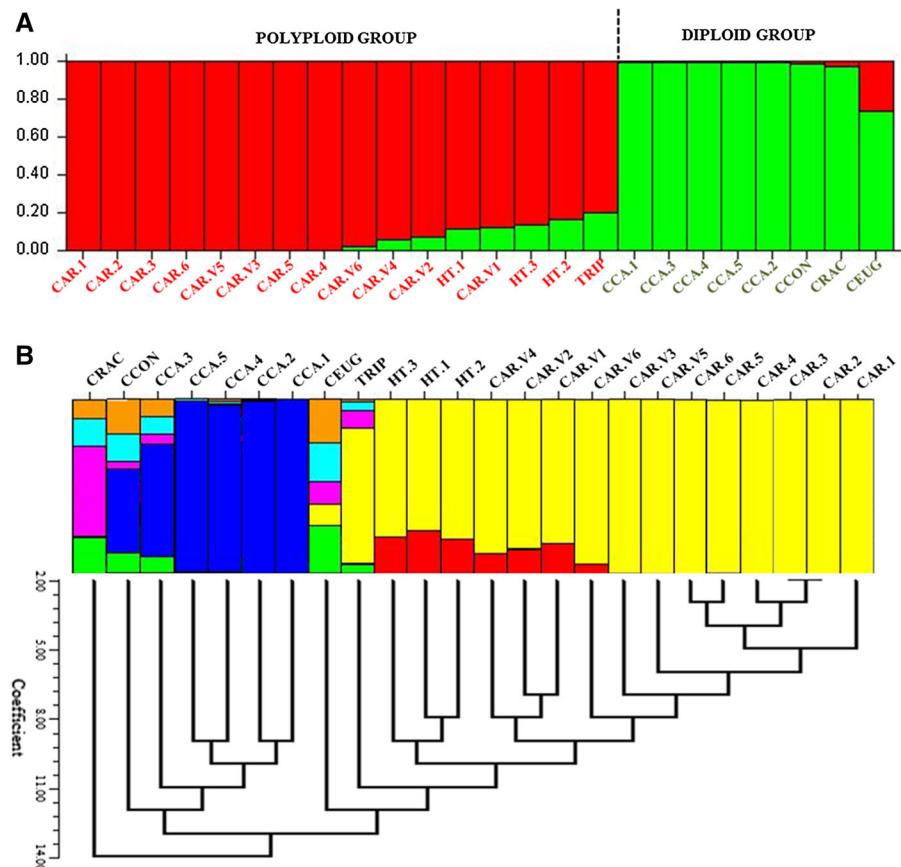 A
POLYPLOID GROUP
DIPLOID GROUP
1.00
0.80
0.60
0.40
0.20
0.00
CAR.1
CAR.2
CAR.3
CAR.6
CAR.V5
CAR.V3
CAR.5
CAR.4
CAR.V6
CAR.V4
CAR.V2
HT.1
CAR.V1
HT.3
HT.2
TRIP
CCA.1
CCA.3
CCA.4
CCA.5
CCA.2
CCON
CRAC
CEUG
B
CRAC
CCON
CCA.3
CCA.5
CCA.4
CCA.2
CCA.1
CEUG
TRIP
HT.3
HT.1
HT.2
CAR.V4
CAR.V2
CAR.V1
CAR.V6
CAR.V3
CAR.V5
CAR.6
CAR.5
CAR.4
CAR.3
CAR.2
CAR.1
2.00
5.00
8.00
11.00
14.0
Coefficient